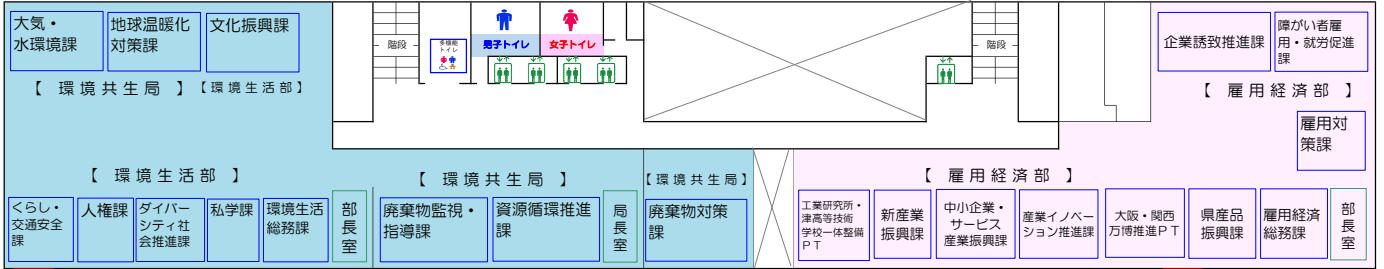 大気・
水環境課
地球温暖化
対策課
文化振興課
【 環境共生局 】
【環境生活部】
階段
多機能
トイレ
男子トイレ
女子トイレ
階段
企業誘致推進課
障がい者雇
用・就労促進
課
【 雇用経済部 】
雇用対
策課
【 環境生活部 】
くらし・
交通安全
課
人権課
ダイバー
シティ社
会推進課
私学課
環境生活
総務課
部
長
室
【 環境共生局 】
廃棄物監視・
指導課
資源循環推進
課
局
長
室
【環境共生局】
廃棄物対策
課
【 雇用経済部 】
工業研究所・
津高等技術
学校一体整備
ＰＴ
新産業
振興課
中小企業・
サービス
産業振興課
産業イノベー
ション推進課
大阪・関西
万博推進ＰＴ
県産品
振興課
雇用経済
総務課
部
長
室